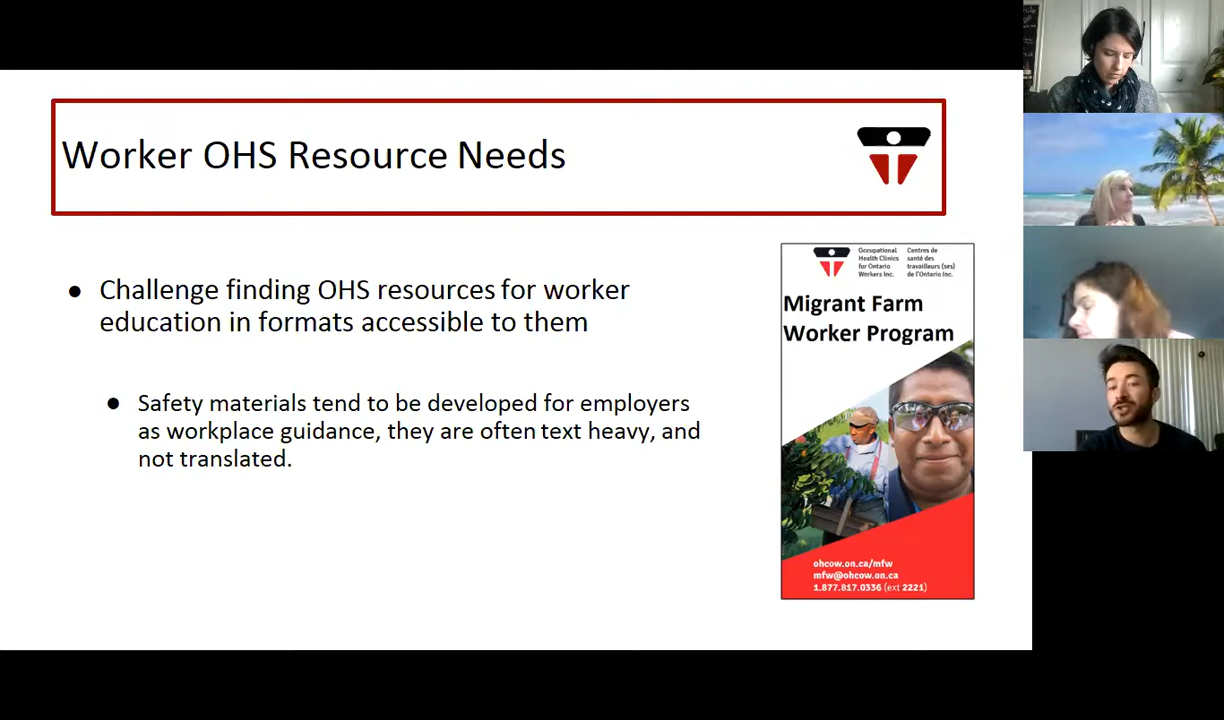 Worker OHS Resource Needs
● Challenge finding OHS resources for worker
education in formats accessible to them
● Safety materials tend to be developed for employers
as workplace guidance, they are often text heavy, and
not translated.
Occupational
Health Clinics
for Ontario
Workers Inc.
Centres de
santé des
travailleurs (ses)
de l'Ontario Inc.
Migrant Farm
Worker Program
ohcow.on.ca/mfw
mfw@ohcow.on.ca
1.877.817.0336 (ext 2221)